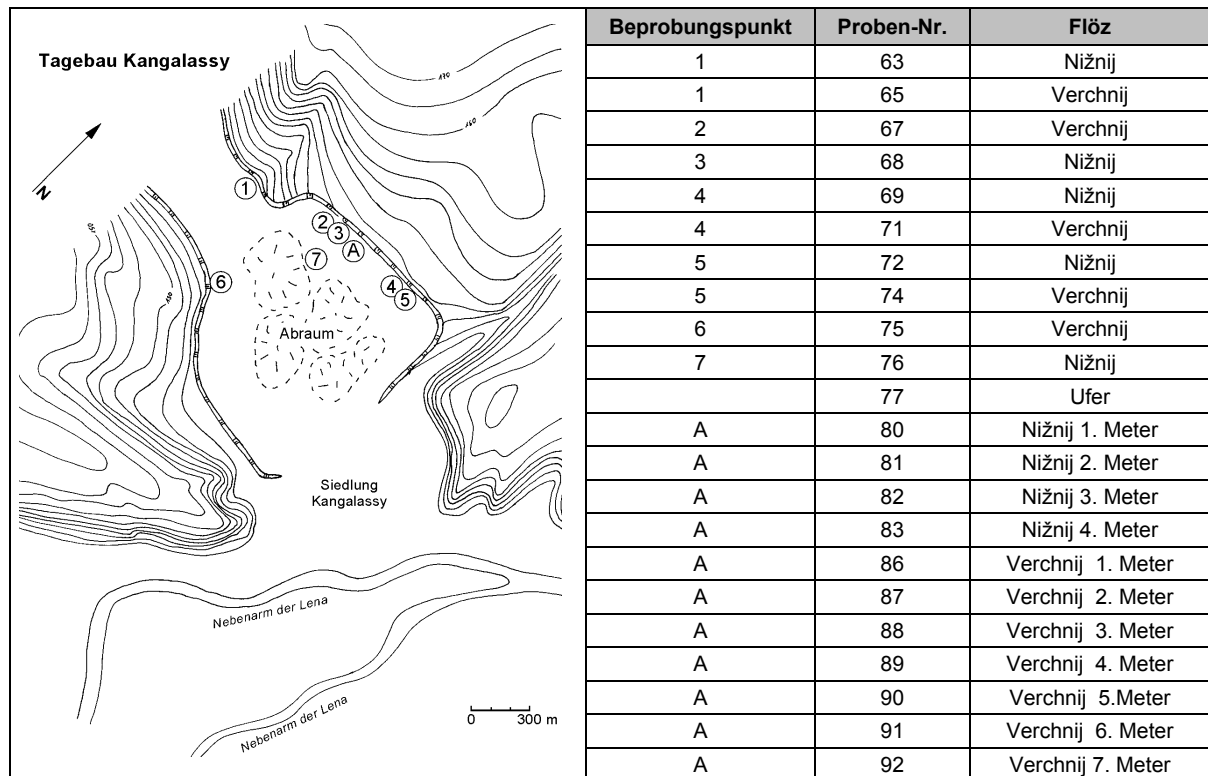 Tagebau Kangalassy
N
170
160
150
150
1
2
3
A
7
6
4
5
Abraum
Siedlung
Kangalassy
Nebenarm der Lena
Nebenarm der Lena
0 300 m
Beprobungspunkt Proben-Nr. Flöz
1 63 Nižnij
1 65 Verchnij
2 67 Verchnij
3 68 Nižnij
4 69 Nižnij
4 71 Verchnij
5 72 Nižnij
5 74 Verchnij
6 75 Verchnij
7 76 Nižnij
77 Ufer
A 80 Nižnij 1. Meter
A 81 Nižnij 2. Meter
A 82 Nižnij 3. Meter
A 83 Nižnij 4. Meter
A 86 Verchnij 1. Meter
A 87 Verchnij 2. Meter
A 88 Verchnij 3. Meter
A 89 Verchnij 4. Meter
A 90 Verchnij 5.Meter
A 91 Verchnij 6. Meter
A 92 Verchnij 7. Meter